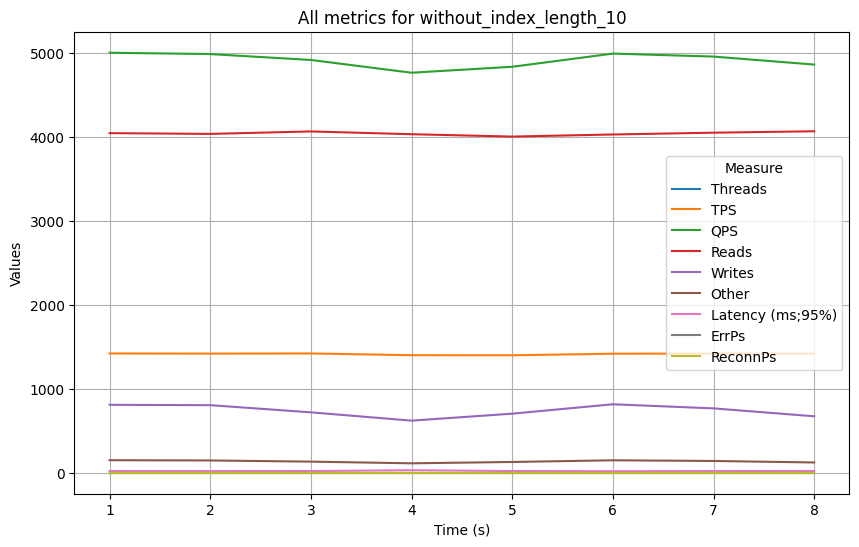 All metrics for without_index_length_10
Values
5000
4000
3000
2000
1000
0
Measure
Threads
TPS
QPS
Reads
Writes
Other
Latency (ms;95%)
ErrPs
ReconnPs
1 2 3 4 5 6 7 8
Time (s)